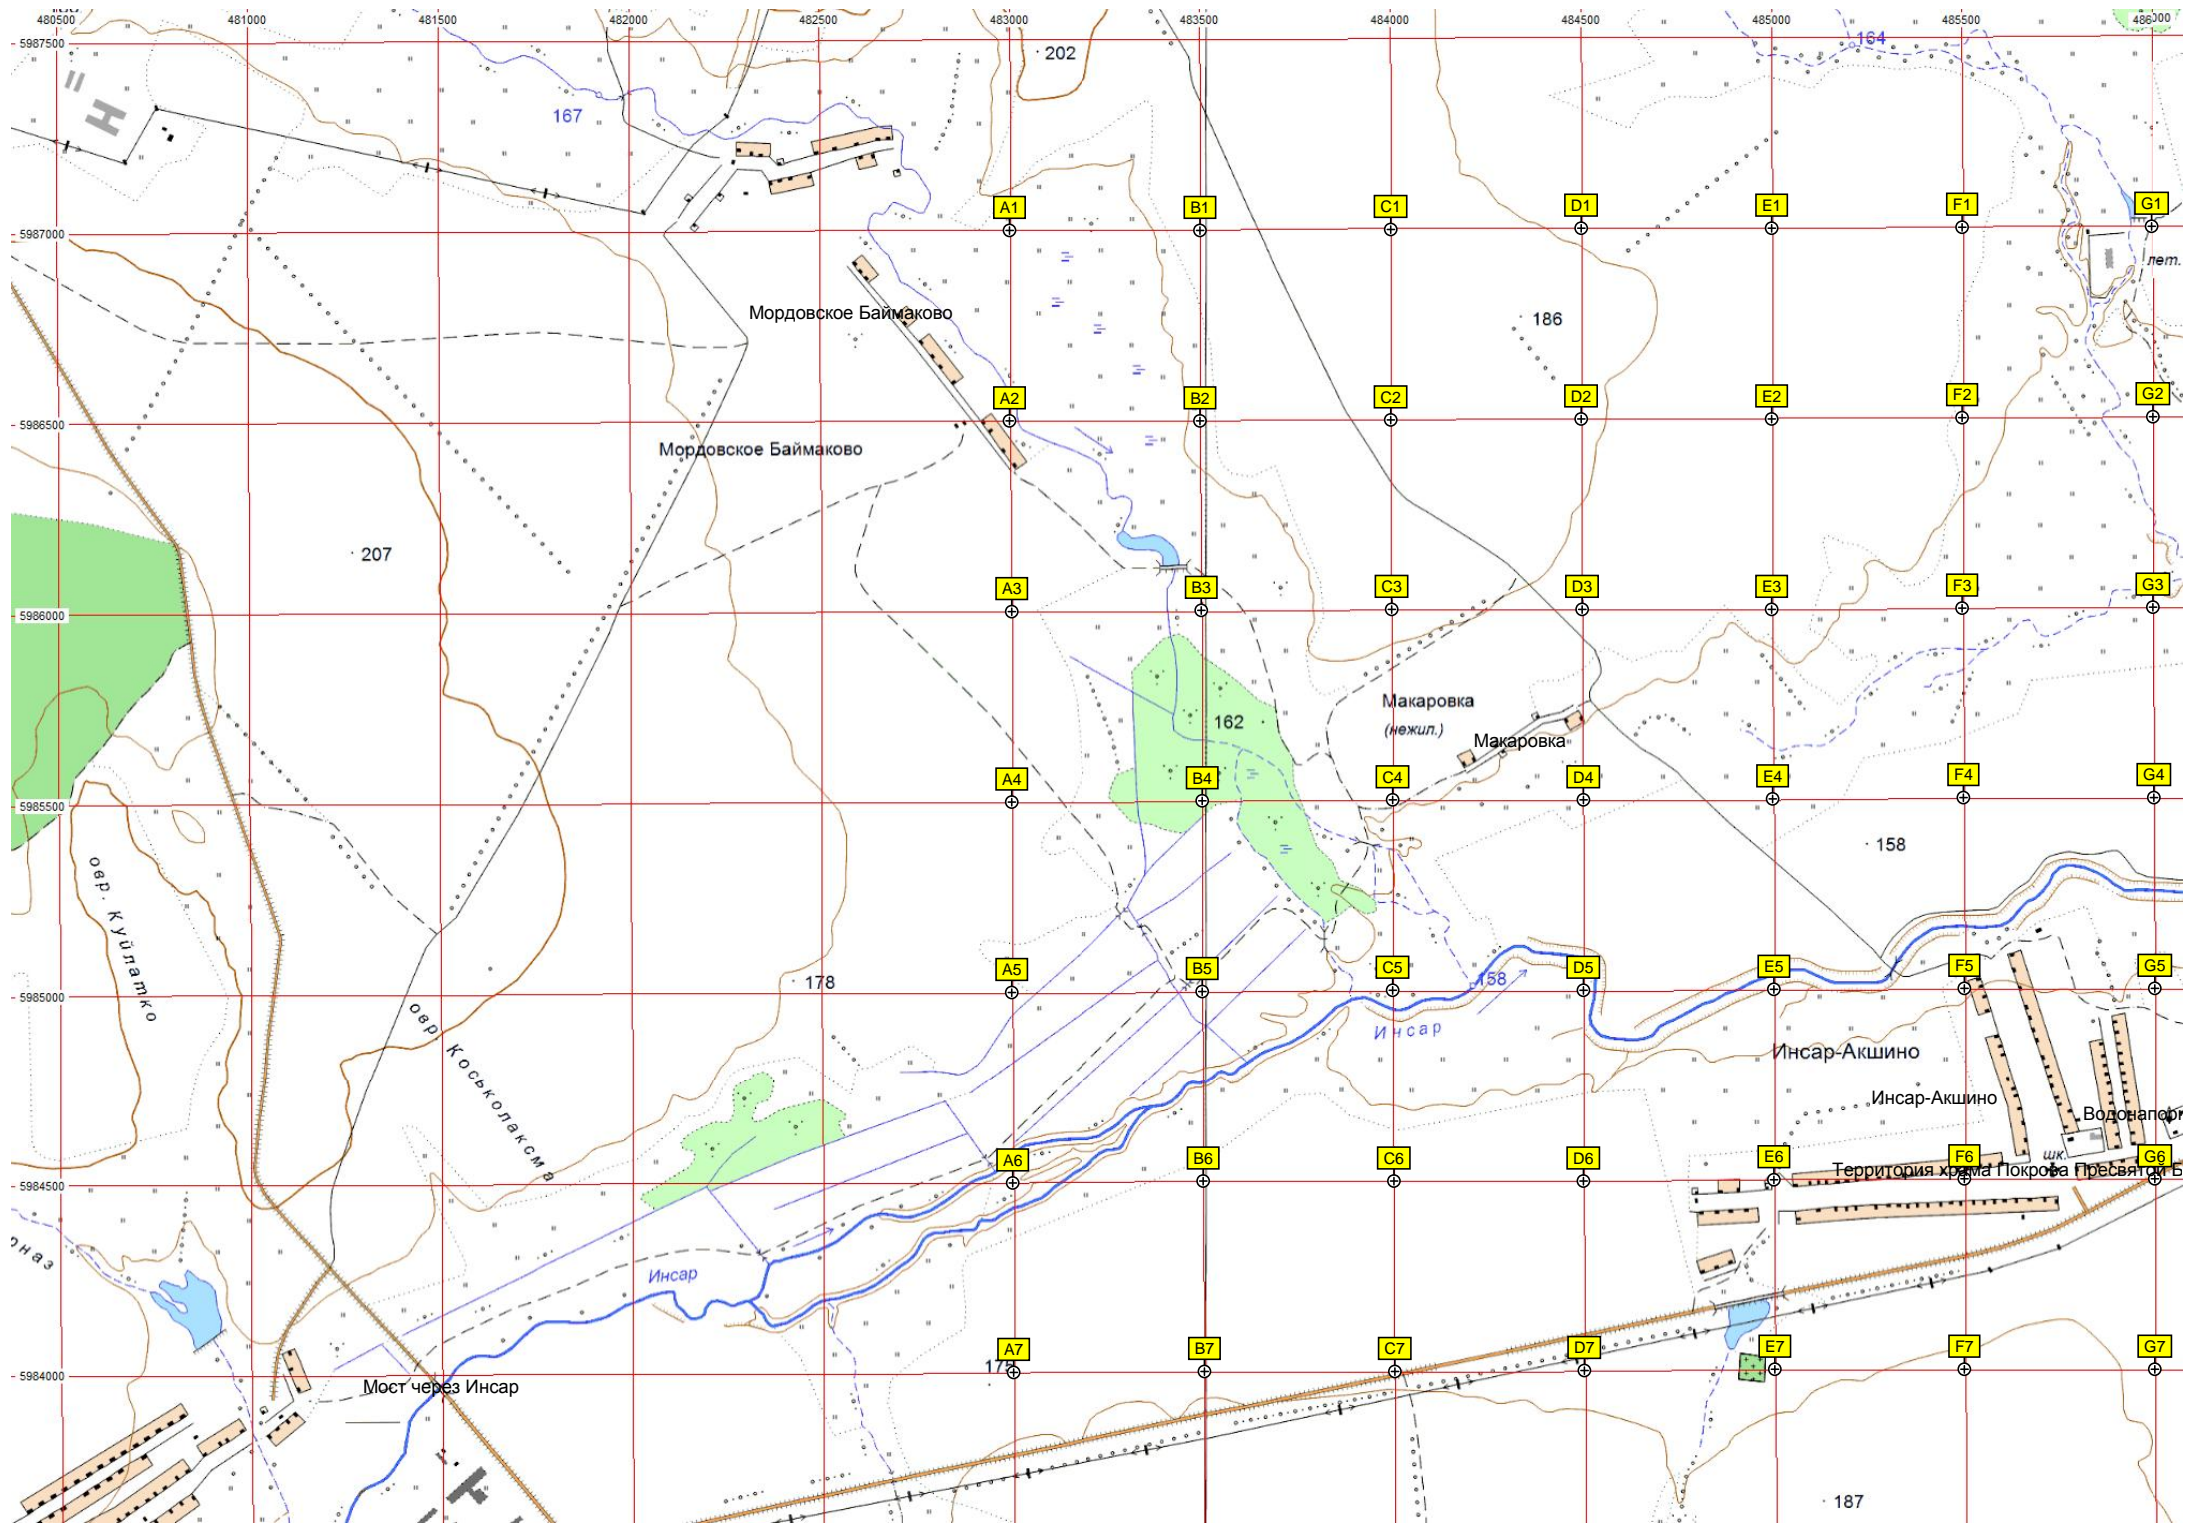 480500 481000 481500 482000 482500 483000 483500 484000 484500 485000 485500 486000
5987500
202
164
167
A1 B1 C1 D1 E1 F1 G1
5987000
лет.
Мордовское Баймаково
186
A2 B2 C2 D2 E2 F2 G2
5986500
Мордовское Баймаково
207
A3 B3 C3 D3 E3 F3 G3
5986000
Макаровка
(нежил.)
162
Макаровка
A4 B4 C4 D4 E4 F4 G4
5985500
158
овр. Куйлатко
178
A5 B5 C5 D5 E5 F5 G5
5985000
158
овр. Коськолаксма
Инсар
Инсар-Акшино
Инсар-Акшино
Водонапор
шк.
A6 B6 C6 D6 E6 F6 G6
Территория храма Покрова Пресвятой Б
5984500
рназ
Инсар
A7 B7 C7 D7 E7 F7 G7
5984000
Мост через Инсар
187